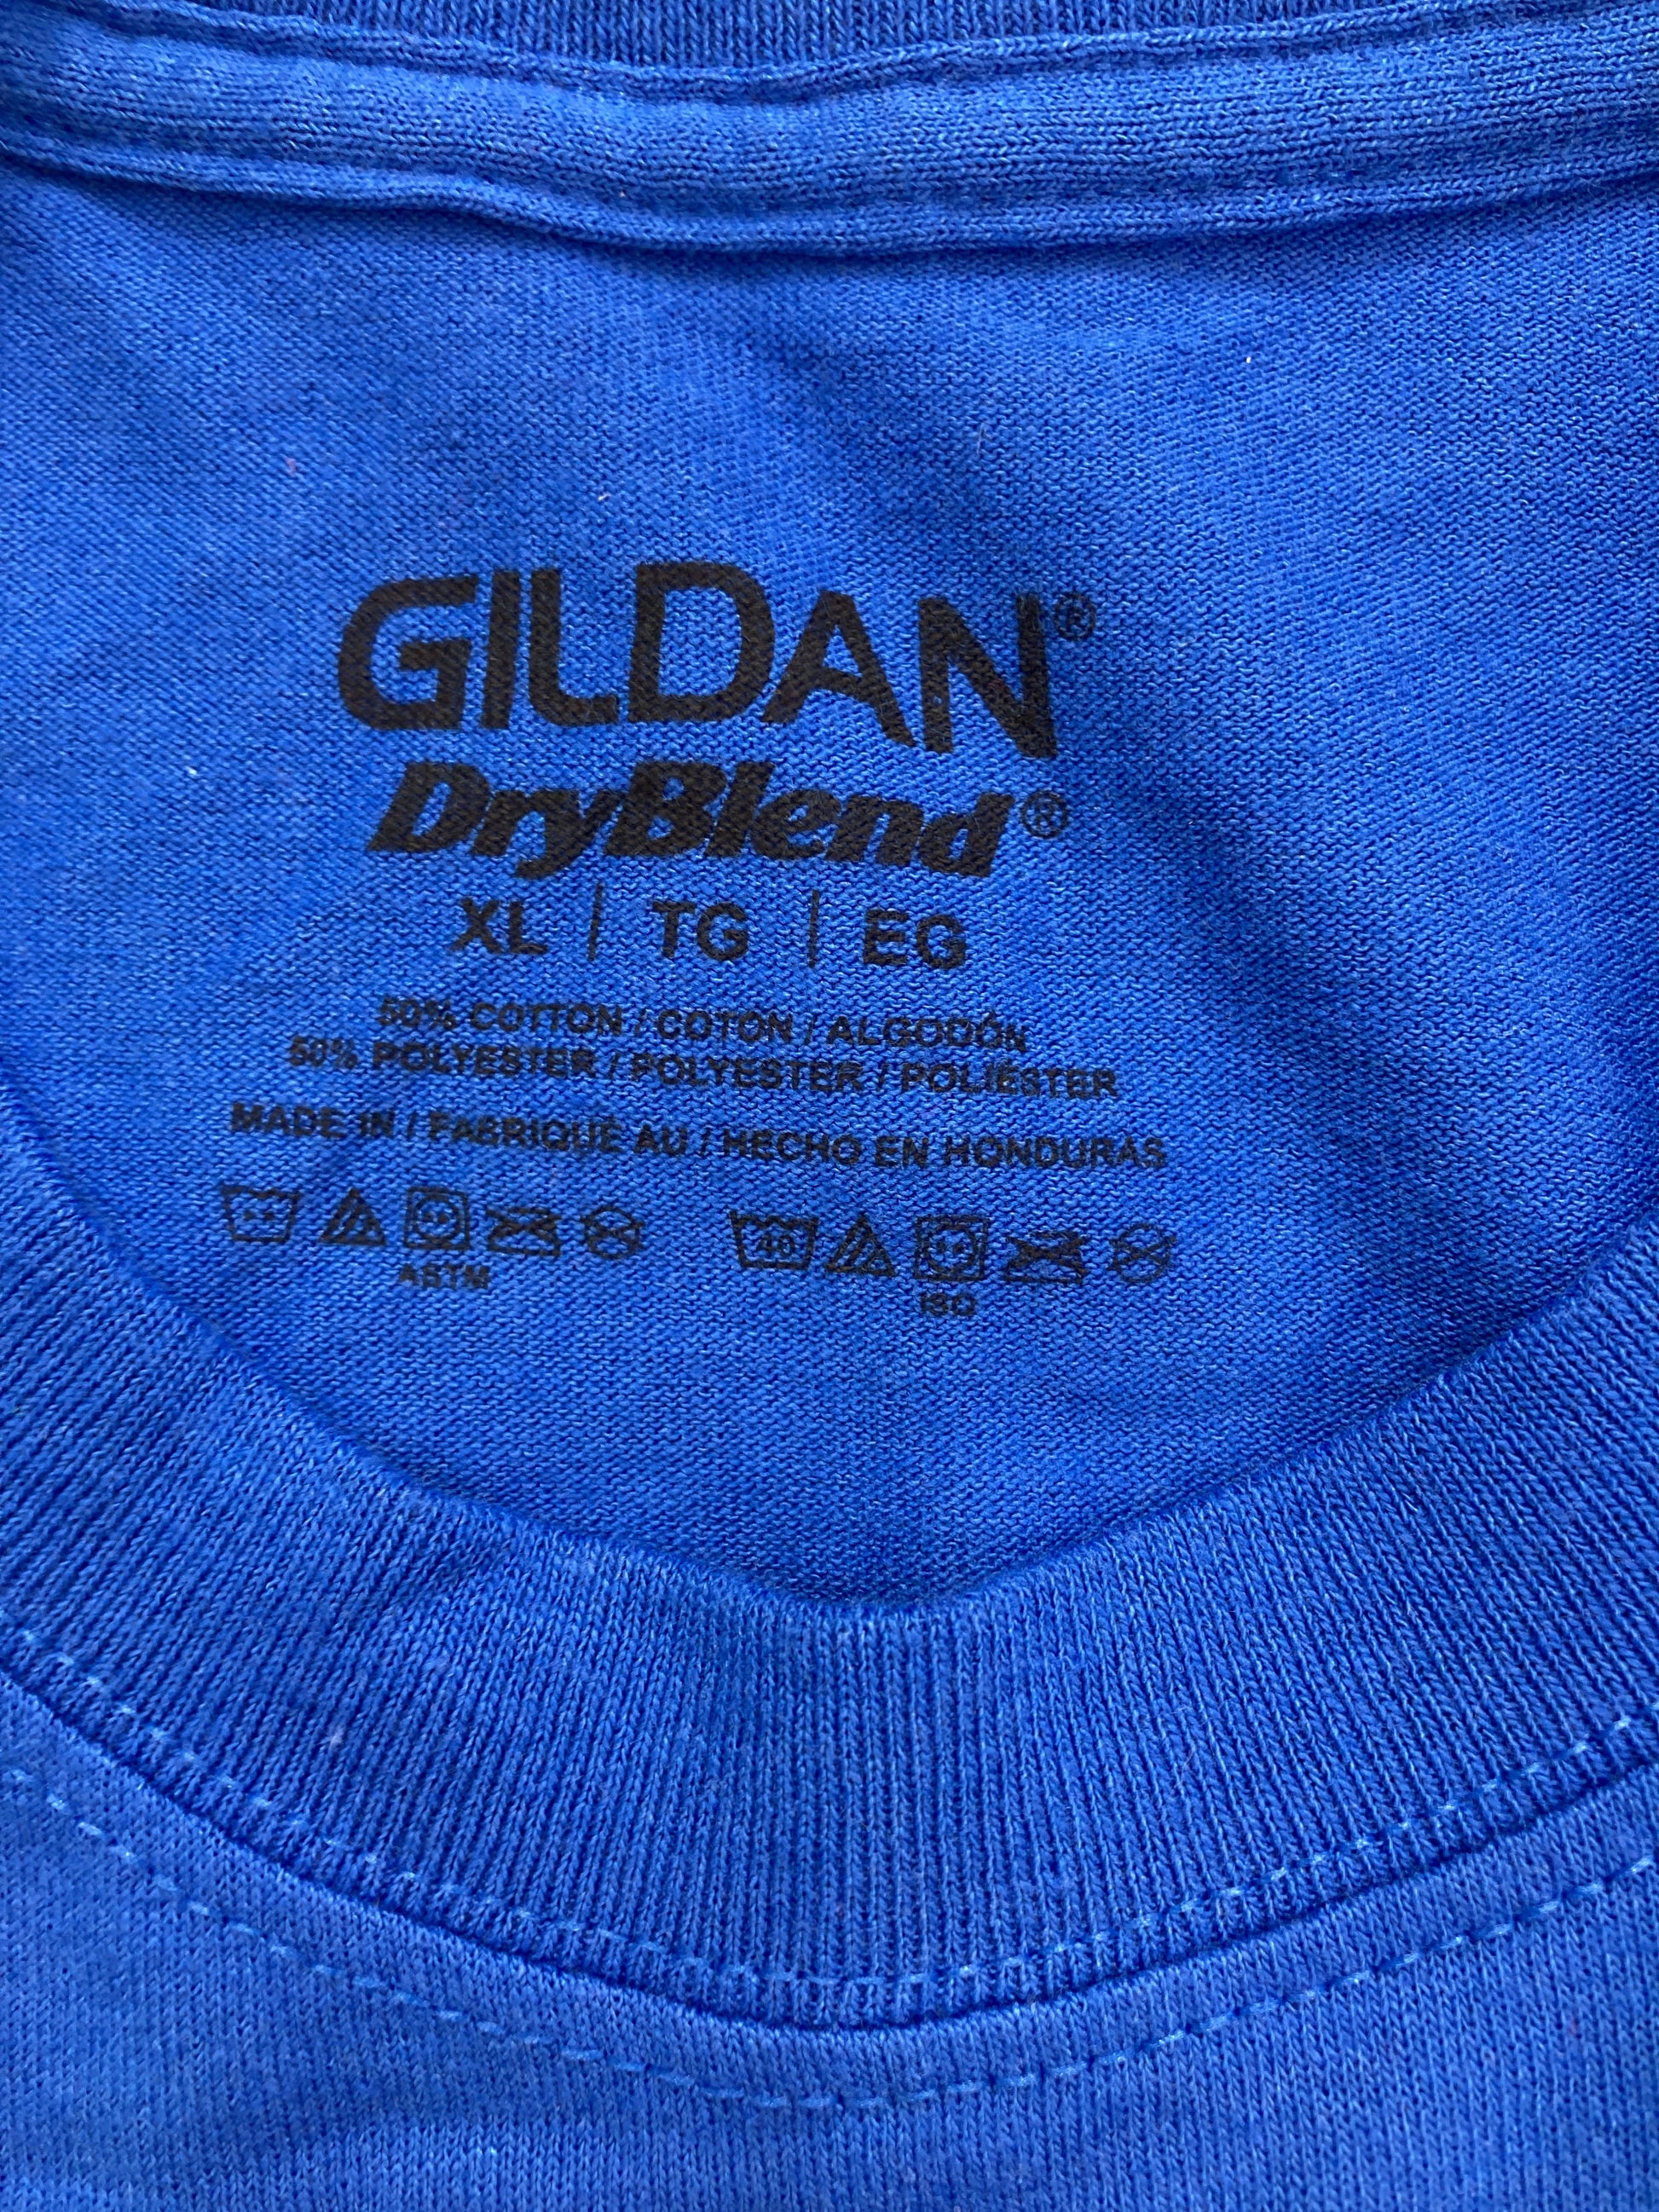 GILDAN®
DryBlend®
XL | TG | EG
50% COTTON / COTON / ALGODÓN
50% POLYESTER / POLYESTER / POLIÉSTER
MADE IN / FABRIQUÉ AU / HECHO EN HONDURAS
40
ASTM
ISO